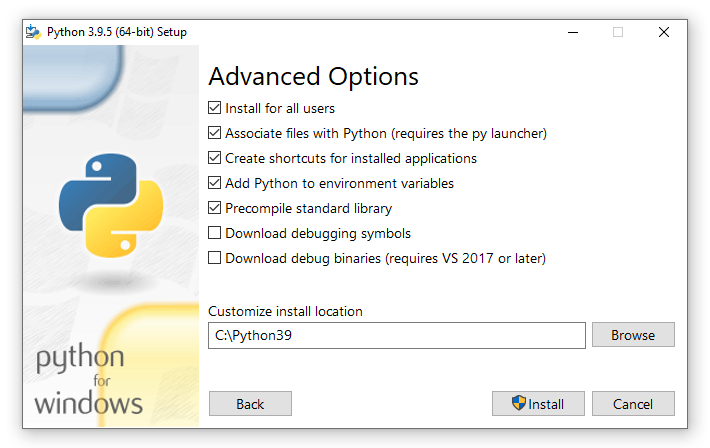 Python 3.9.5 (64-bit) Setup
Advanced Options
Install for all users
Associate files with Python (requires the py launcher)
Create shortcuts for installed applications
Add Python to environment variables
Precompile standard library
Download debugging symbols
Download debug binaries (requires VS 2017 or later)
Customize install location
C:\Python39
Browse
python
for
windows
Back
Install
Cancel